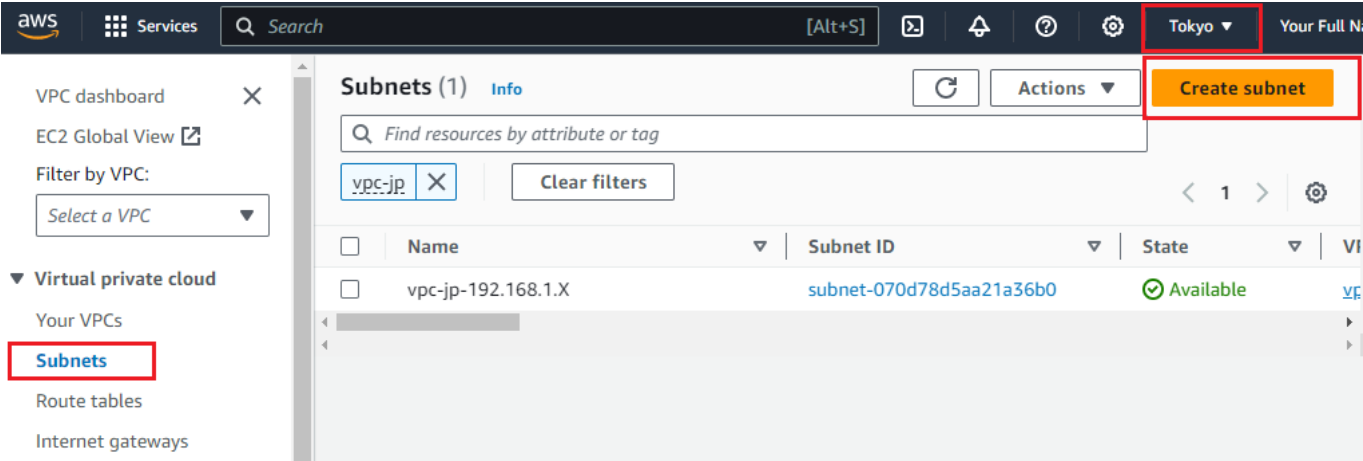 aws Services Search [Alt+S] Tokyo Your Full Na
VPC dashboard
EC2 Global View
Filter by VPC:
Select a VPC
Virtual private cloud
Your VPCs
Subnets
Route tables
Internet gateways
Subnets (1) Info Actions Create subnet
Find resources by attribute or tag
vpc-jp Clear filters
1
Name Subnet ID State
vpc-jp-192.168.1.X subnet-070d78d5aa21a36b0 Available vp